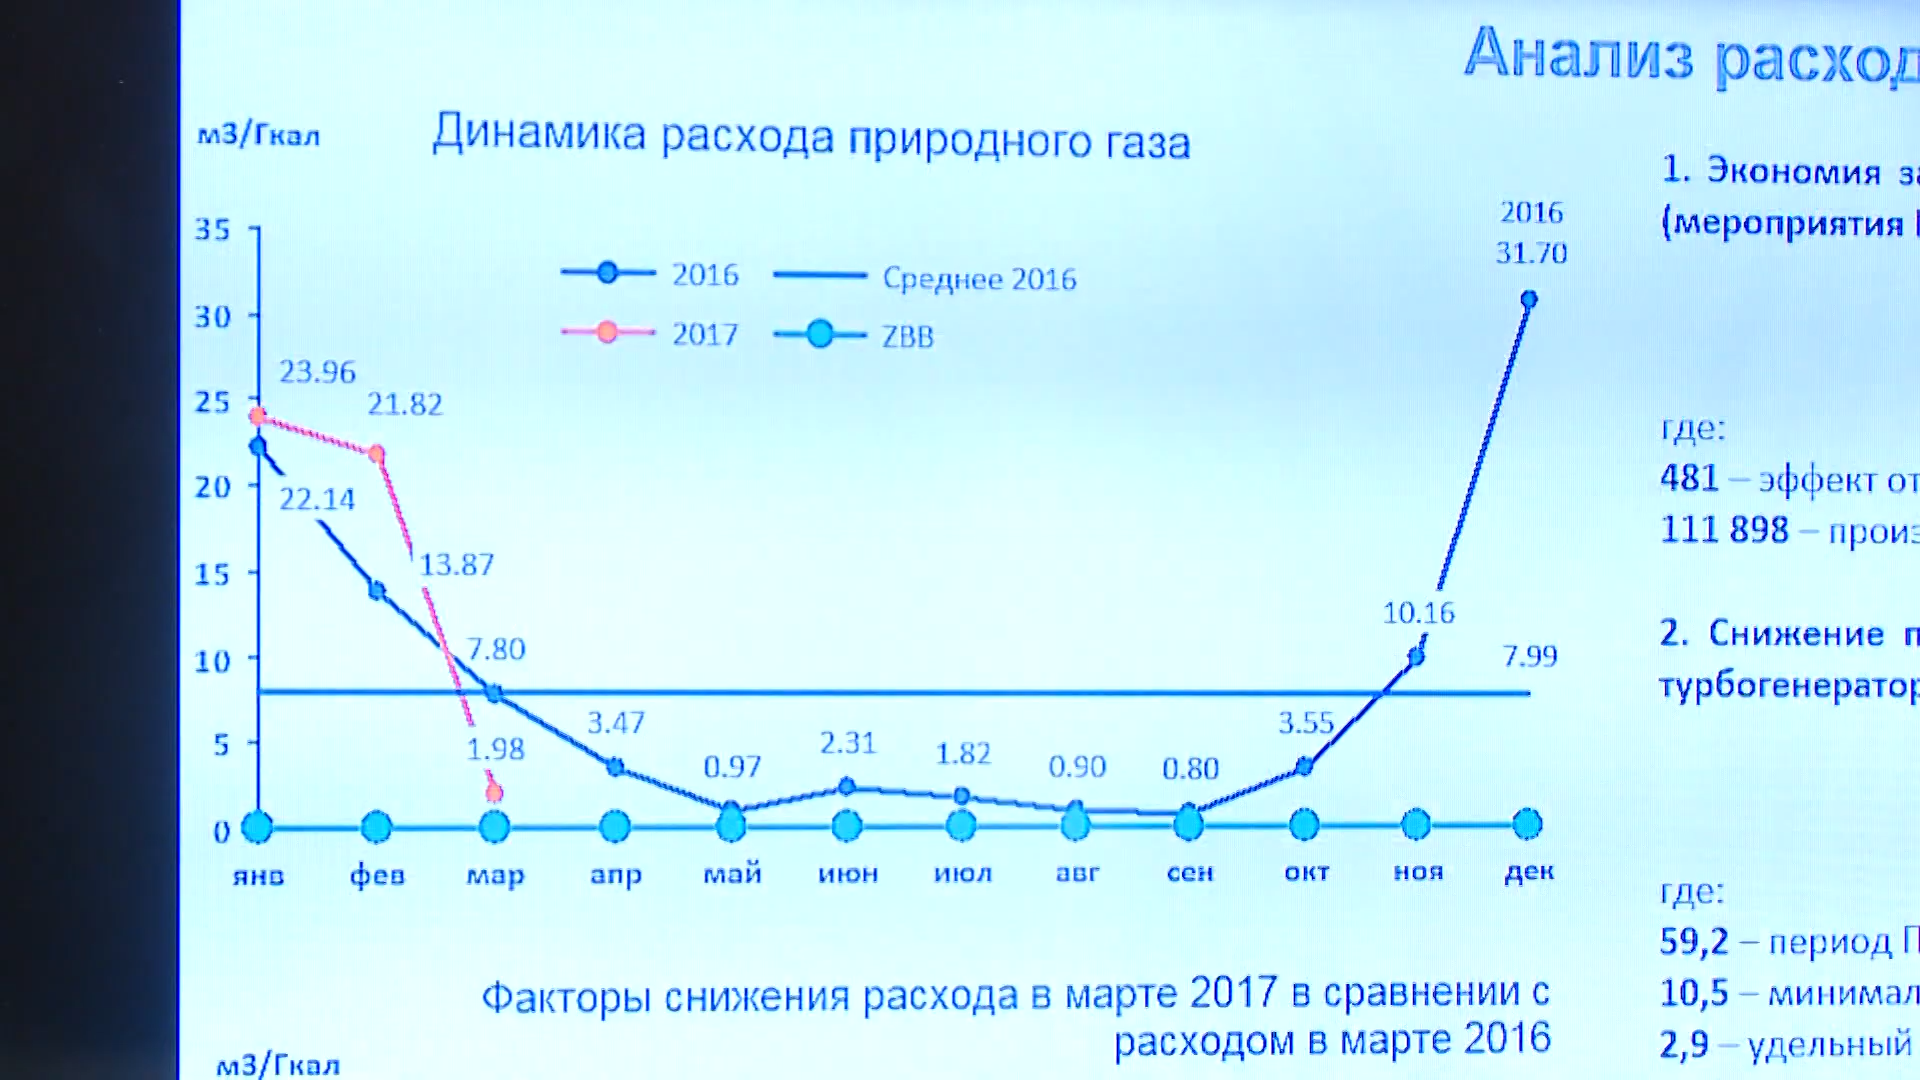 Анализ
м3/Гкал
Динамика расхода природного газа
1. Экономия
(мероприятия
2016
31.70
35
30
25
20
15
10
5
0
2016
Среднее 2016
2017
ZBB
23.96
21.82
22.14
13.87
7.80
1.98
3.47
0.97
2.31
1.82
0.90
0.80
3.55
10.16
7.99
янв фев мар апр май июн июл авг сен окт ноя дек
где:
481 – эффект от
111 898 –
2. Снижение
где:
59,2 – период
10,5 –
2,9 – удельный
Факторы снижения расхода в марте 2017 в сравнении с
расходом в марте 2016
м3/Гкал